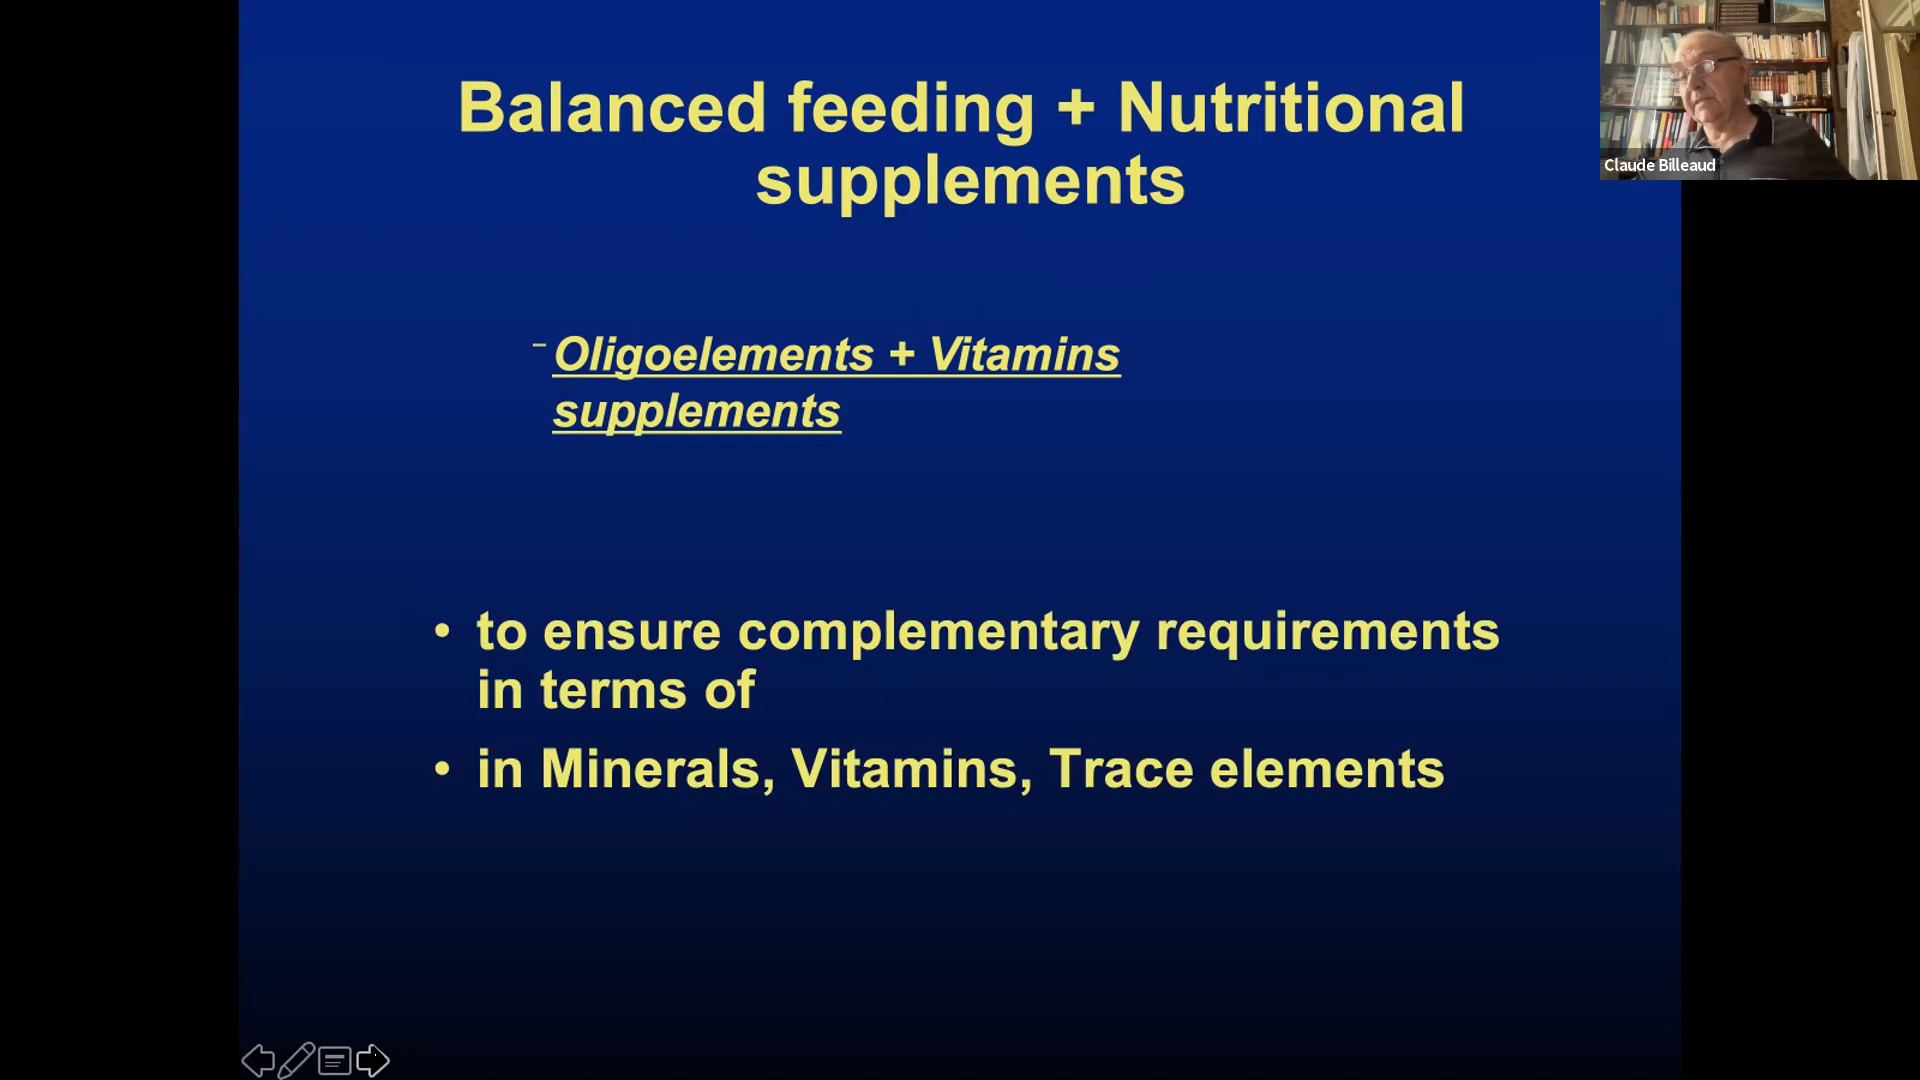 Balanced feeding + Nutritional
supplements
Claude Billeaud
– Oligoelements + Vitamins
supplements
• to ensure complementary requirements
in terms of
• in Minerals, Vitamins, Trace elements